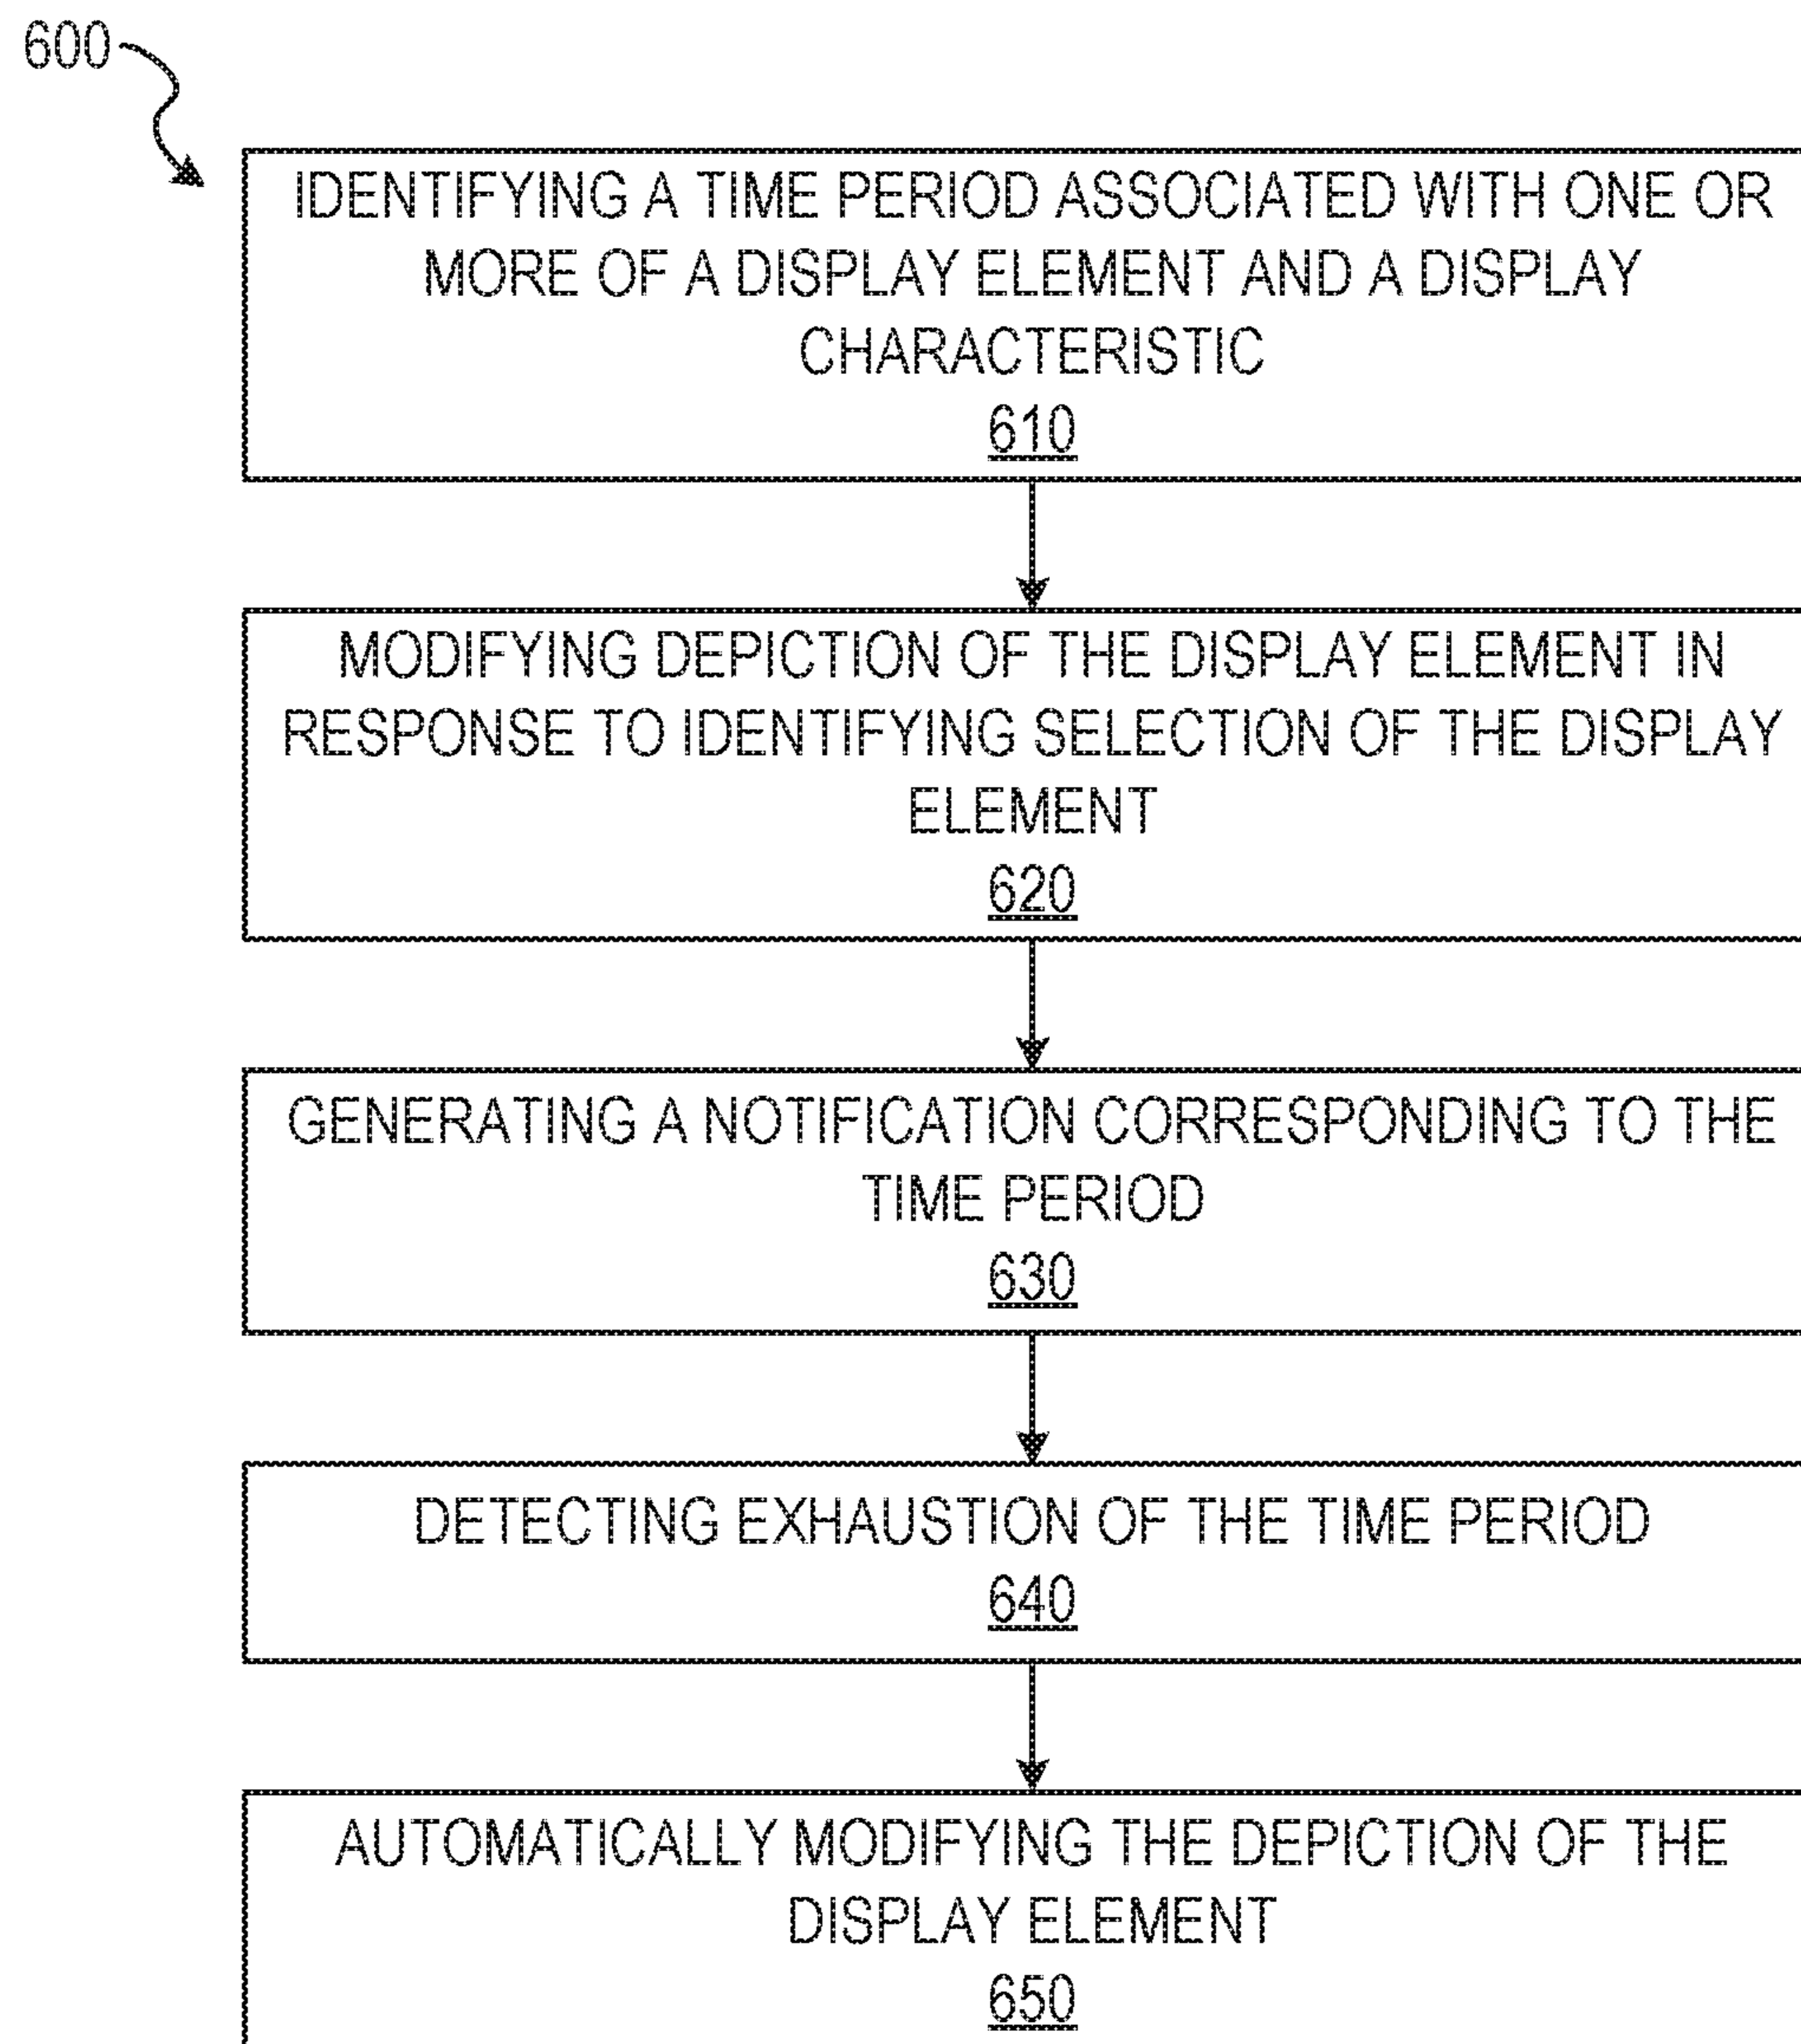 600
IDENTIFYING A TIME PERIOD ASSOCIATED WITH ONE OR
MORE OF A DISPLAY ELEMENT AND A DISPLAY
CHARACTERISTIC
610
MODIFYING DEPICTION OF THE DISPLAY ELEMENT IN
RESPONSE TO IDENTIFYING SELECTION OF THE DISPLAY
ELEMENT
620
GENERATING A NOTIFICATION CORRESPONDING TO THE
TIME PERIOD
630
DETECTING EXHAUSTION OF THE TIME PERIOD
640
AUTOMATICALLY MODIFYING THE DEPICTION OF THE
DISPLAY ELEMENT
650